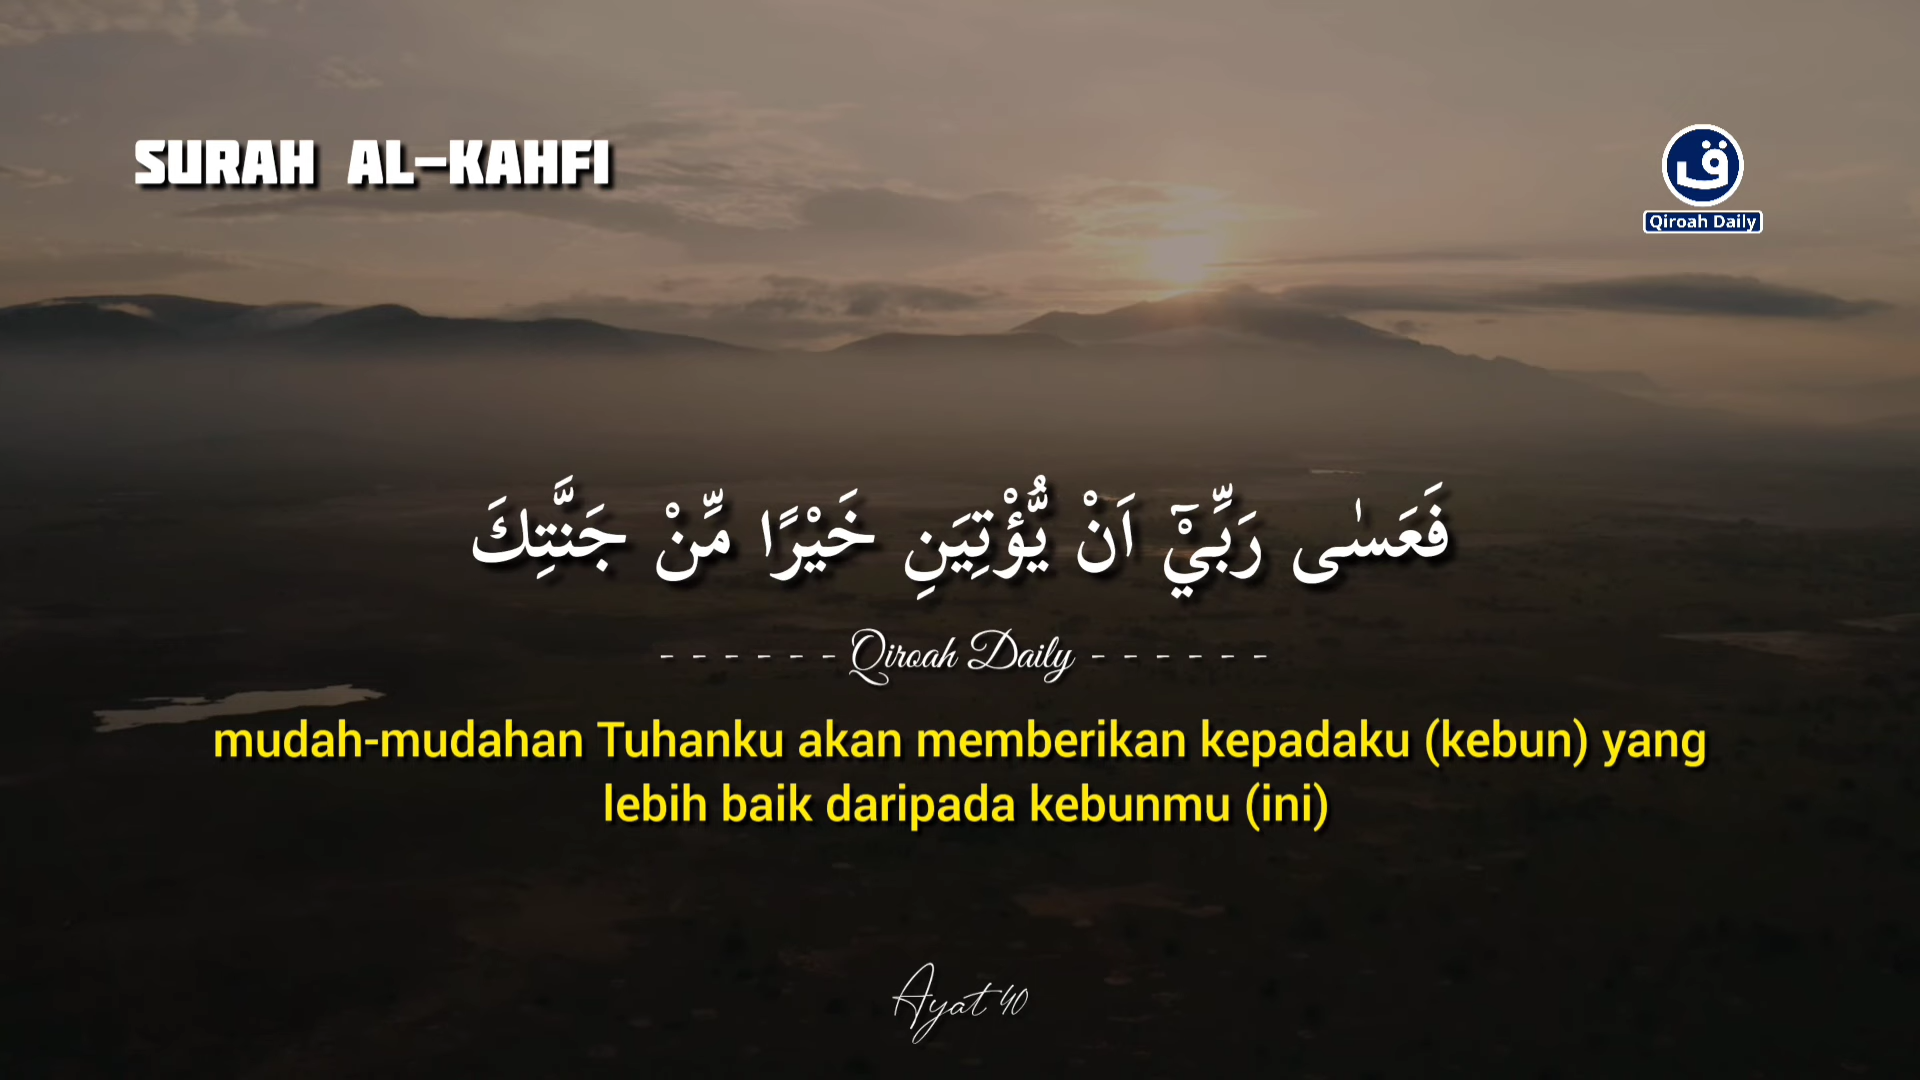 SURAH AL-KAHFI
ق
Qiroah Daily
فَعَسٰى رَبِّيْٓ اَنْ يُّؤْتِيَنِ خَيْرًا مِّنْ جَنَّتِكَ
- - - - - - Qiroah Daily - - - - - -
mudah-mudahan Tuhanku akan memberikan kepadaku (kebun) yang
lebih baik daripada kebunmu (ini)
Ayat 40